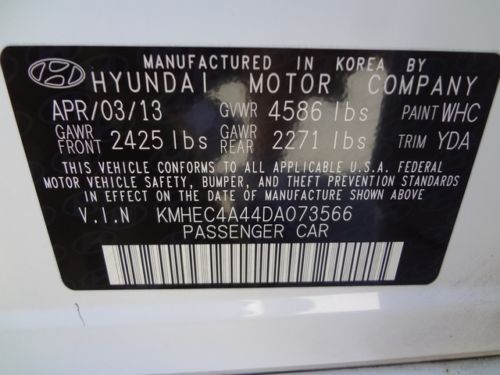 MANUFACTURED IN KOREA BY
HYUNDAI MOTOR COMPANY
APR/03/13 GVWR 4586 lbs PAINT WHC
GAWR FRONT 2425 lbs GAWR REAR 2271 lbs TRIM YDA
THIS VEHICLE CONFORMS TO ALL APPLICABLE U.S.A. FEDERAL
MOTOR VEHICLE SAFETY, BUMPER, AND THEFT PREVENTION STANDARDS
IN EFFECT ON THE DATE OF MANUFACTURE SHOWN ABOVE.
V.I.N KMHEC4A44DA073566
PASSENGER CAR